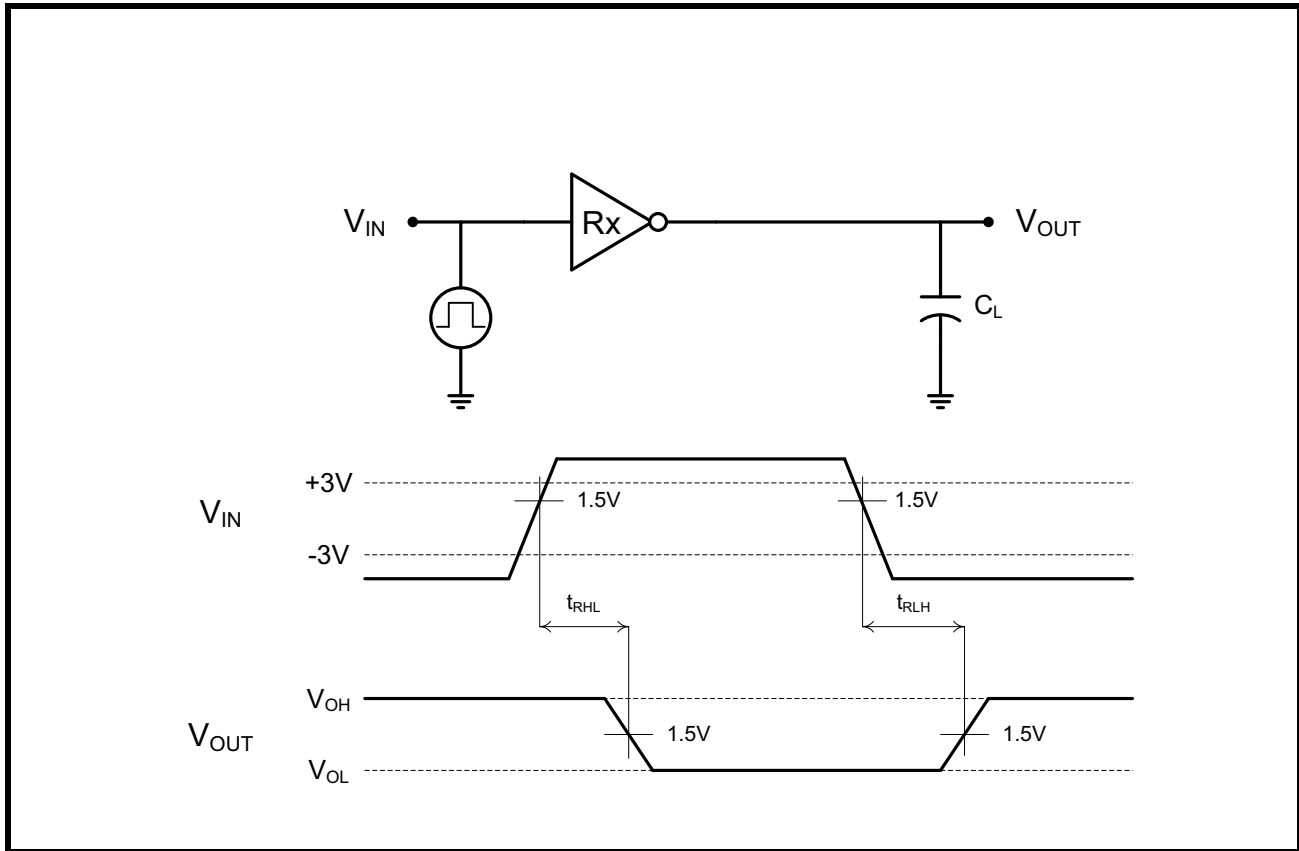 V_IN Rx V_OUT
C_L
+3V
1.5V 1.5V
V_IN
-3V
t_RHL t_RLH
V_OH
1.5V 1.5V
V_OUT
V_OL